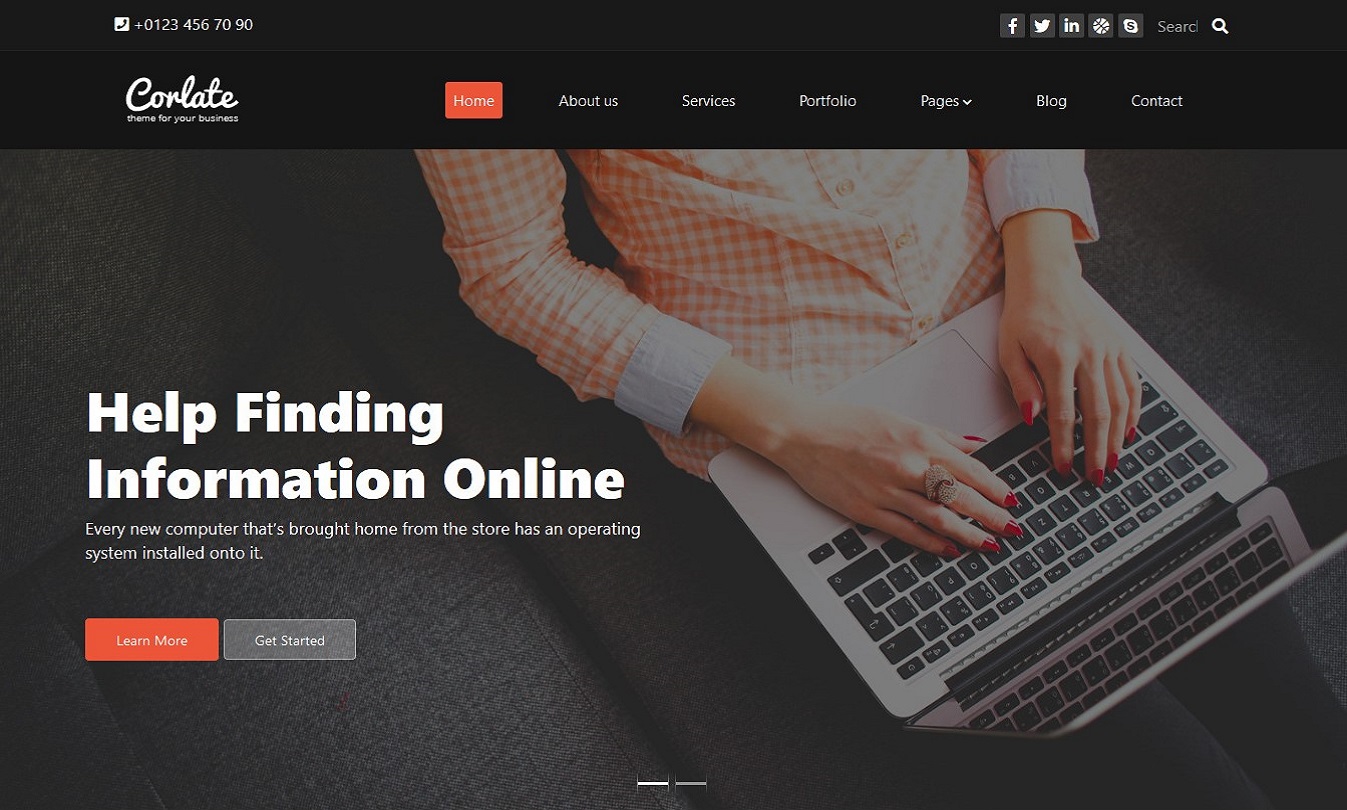 +0123 456 70 90
Searc
Corlate
theme for your business
Home
About us
Services
Portfolio
Pages
Blog
Contact
Help Finding
Information Online
Every new computer that’s brought home from the store has an operating
system installed onto it.
Learn More
Get Started